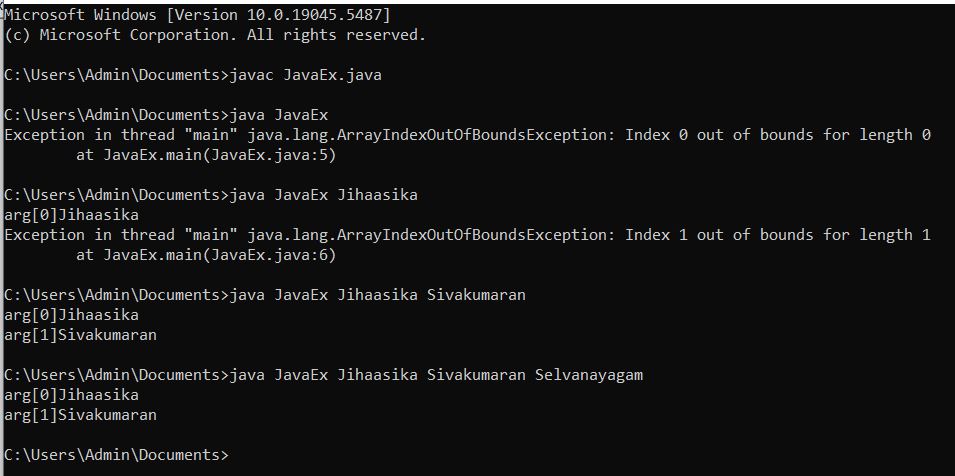 Microsoft Windows [Version 10.0.19045.5487]
(c) Microsoft Corporation. All rights reserved.
C:\Users\Admin\Documents>javac JavaEx.java
C:\Users\Admin\Documents>java JavaEx
Exception in thread "main" java.lang.ArrayIndexOutOfBoundsException: Index 0 out of bounds for length 0
        at JavaEx.main(JavaEx.java:5)
C:\Users\Admin\Documents>java JavaEx Jihaasika
arg[0]Jihaasika
Exception in thread "main" java.lang.ArrayIndexOutOfBoundsException: Index 1 out of bounds for length 1
        at JavaEx.main(JavaEx.java:6)
C:\Users\Admin\Documents>java JavaEx Jihaasika Sivakumaran
arg[0]Jihaasika
arg[1]Sivakumaran
C:\Users\Admin\Documents>java JavaEx Jihaasika Sivakumaran Selvanayagam
arg[0]Jihaasika
arg[1]Sivakumaran
C:\Users\Admin\Documents>